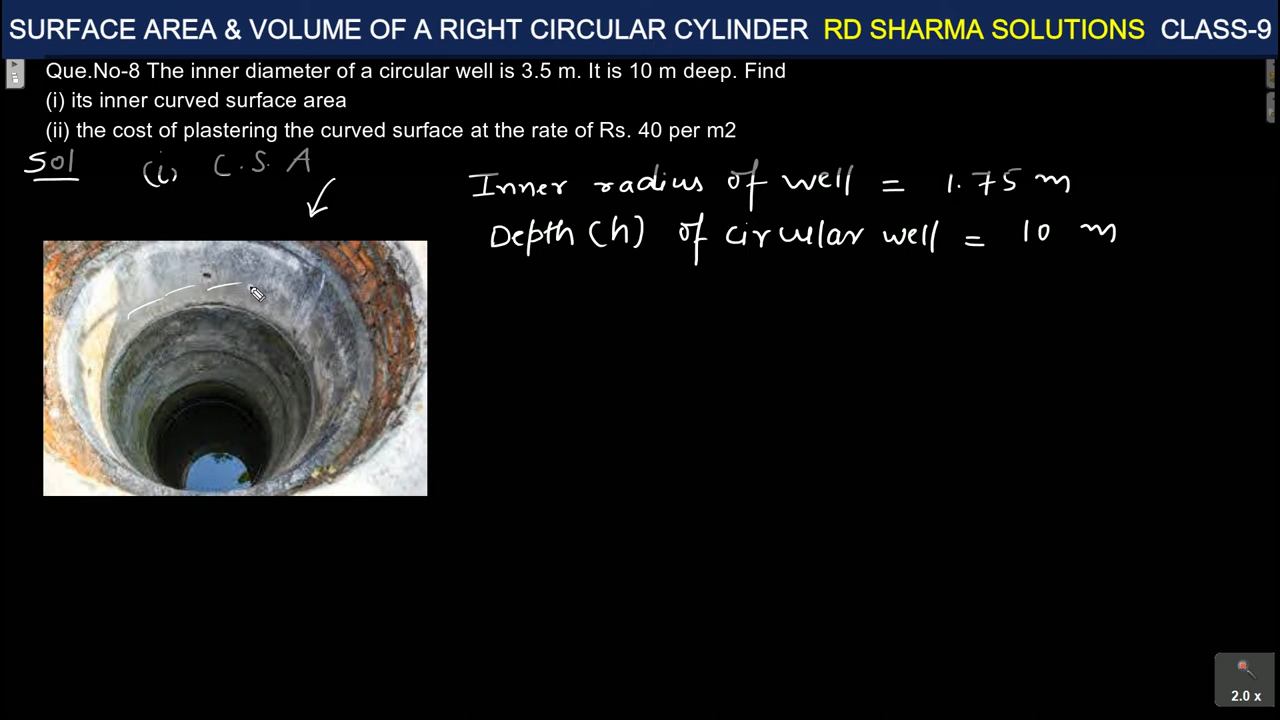 SURFACE AREA & VOLUME OF A RIGHT CIRCULAR CYLINDER RD SHARMA SOLUTIONS CLASS-9
Que.No-8 The inner diameter of a circular well is 3.5 m. It is 10 m deep. Find
(i) its inner curved surface area
(ii) the cost of plastering the curved surface at the rate of Rs. 40 per m2
Sol (i) C.S.A
Inner radius of well = 1.75 m
Depth (h) of circular well = 10 m
2.0 x